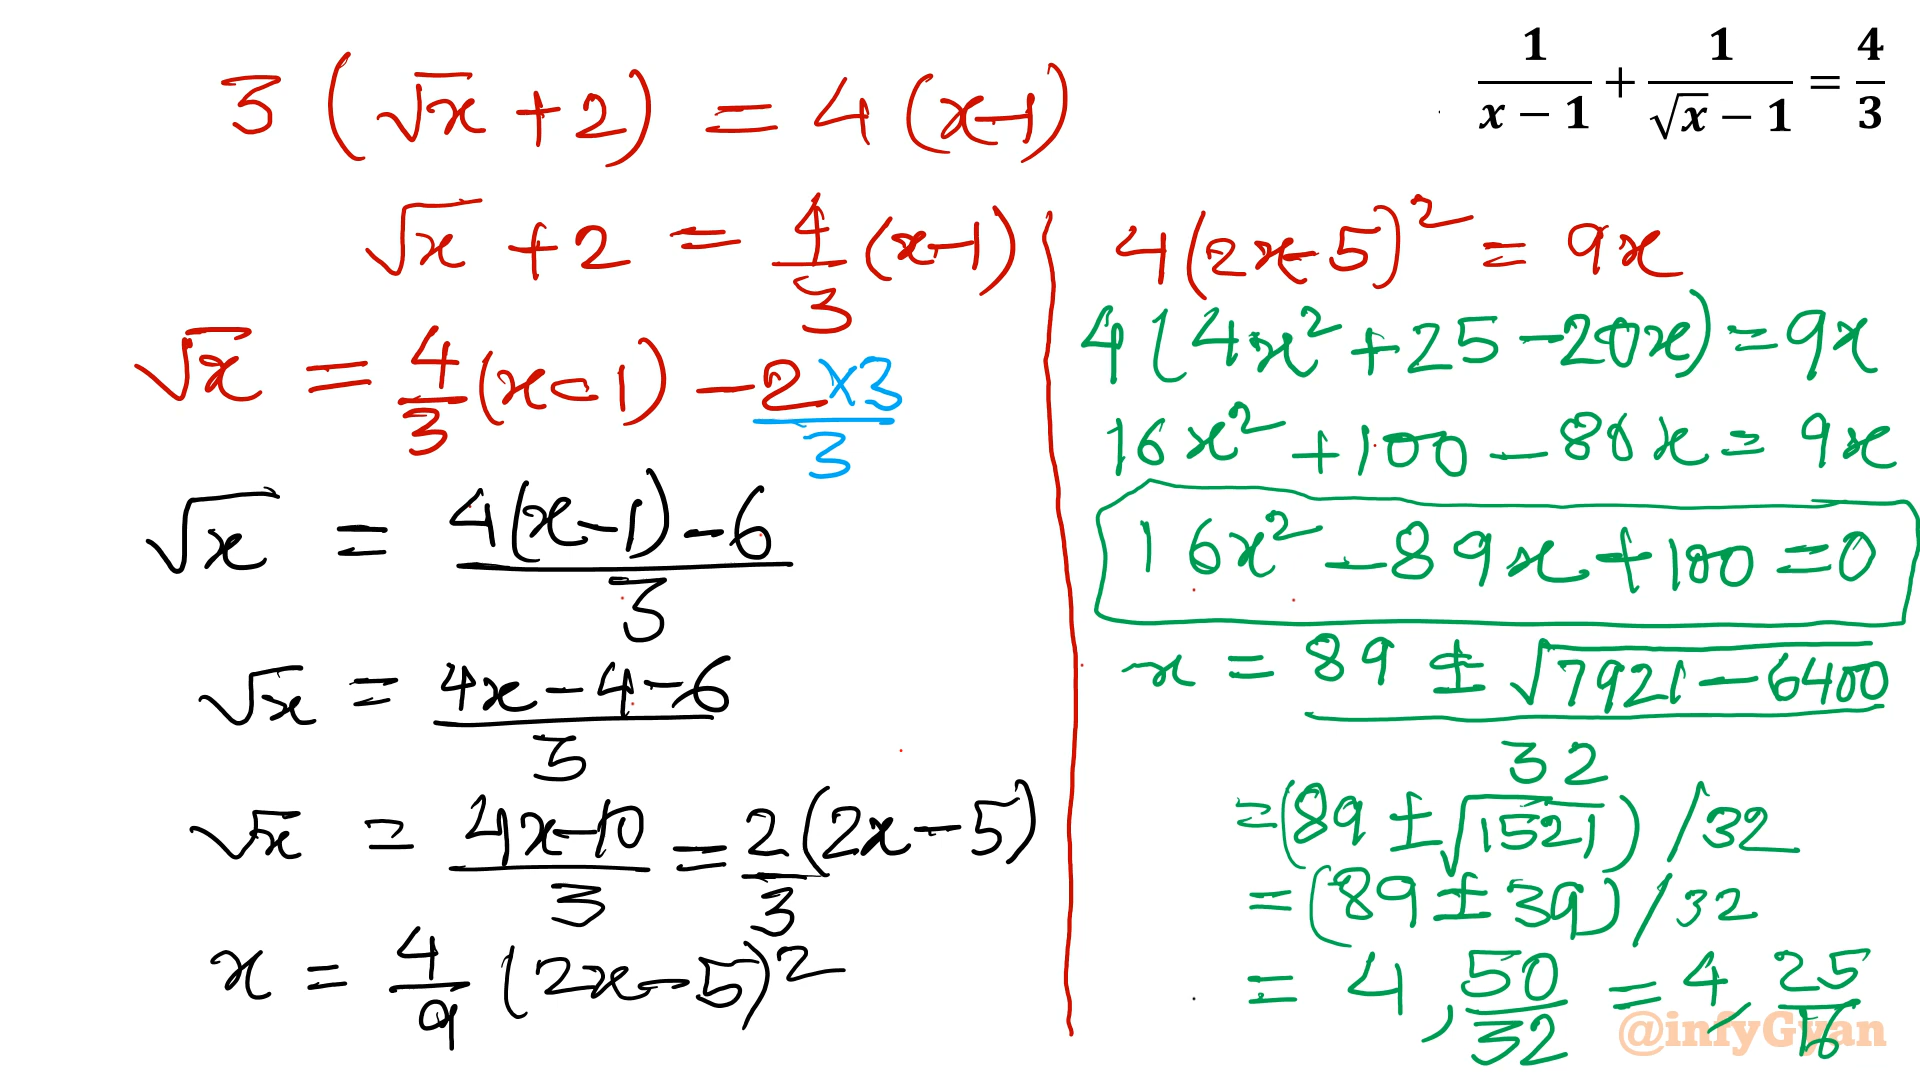 1/(x − 1) + 1/(√x − 1) = 4/3
3 (√x + 2) = 4 (x-1)
√x + 2 = 4/3 (x-1)
√x = 4/3 (x-1) - 2×3/3
√x = 4(x-1)-6 / 3
√x = 4x-4-6 / 3
√x = 4x-10 / 3 = 2/3 (2x-5)
x = 4/9 (2x-5)²
4(2x-5)² = 9x
4(4x²+25-20x) = 9x
16x²+100-80x = 9x
16x²-89x+100=0
x = 89 ± √7921-6400 / 32
=(89 ± √1521) /32
=(89±39)/32
= 4, 50/32 = 4, 25/16
@infyGyan